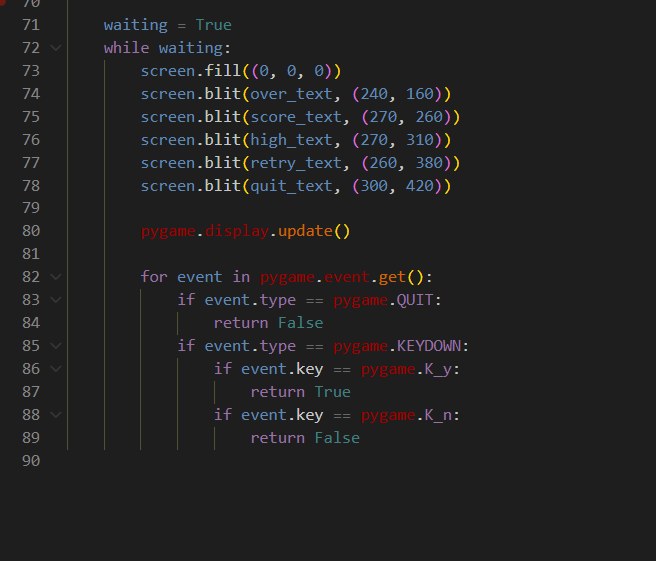 70
71 waiting = True
72 while waiting:
73 screen.fill((0, 0, 0))
74 screen.blit(over_text, (240, 160))
75 screen.blit(score_text, (270, 260))
76 screen.blit(high_text, (270, 310))
77 screen.blit(retry_text, (260, 380))
78 screen.blit(quit_text, (300, 420))
79
80 pygame.display.update()
81
82 for event in pygame.event.get():
83 if event.type == pygame.QUIT:
84 return False
85 if event.type == pygame.KEYDOWN:
86 if event.key == pygame.K_y:
87 return True
88 if event.key == pygame.K_n:
89 return False
90